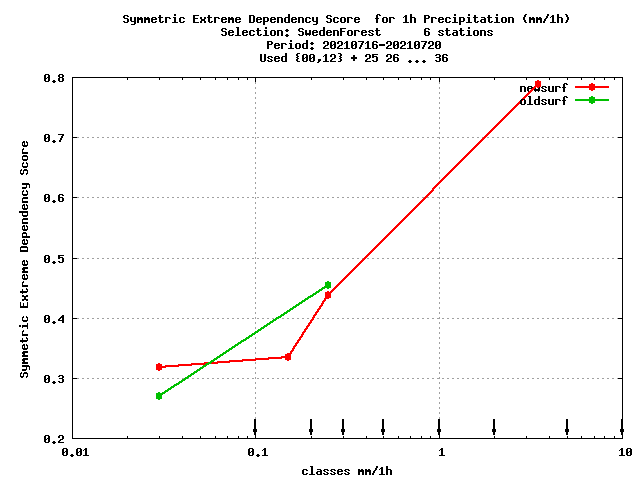 Symmetric Extreme Dependency Score  for 1h Precipitation (mm/1h)
Selection: SwedenForest      6 stations
Period: 20210716-20210720
Used {00,12} + 25 26 ... 36
newsurf
oldsurf
Symmetric Extreme Dependency Score
0.8
0.7
0.6
0.5
0.4
0.3
0.2
0.01 0.1 1 10
classes mm/1h